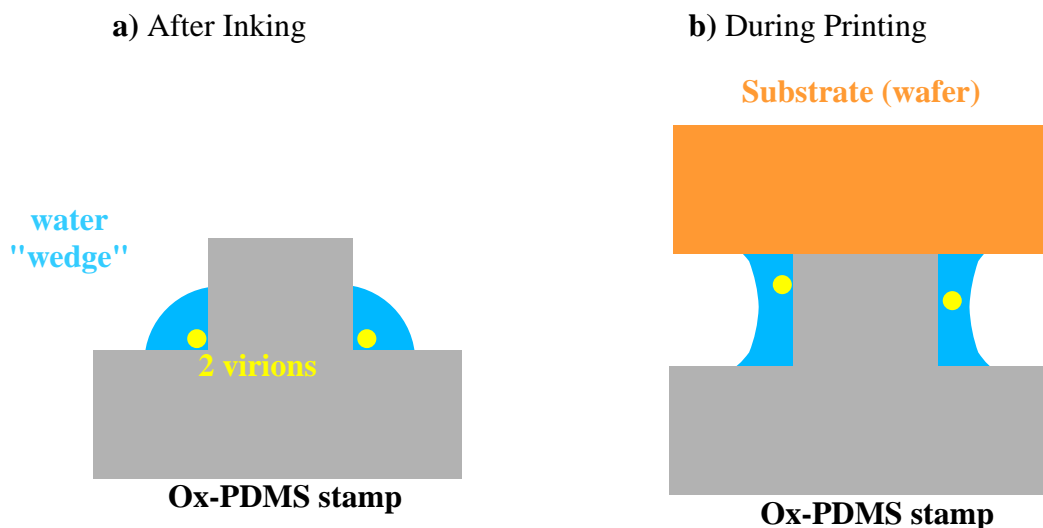 a) After Inking
b) During Printing
Substrate (wafer)
water
"wedge"
2 virions
Ox-PDMS stamp
Ox-PDMS stamp